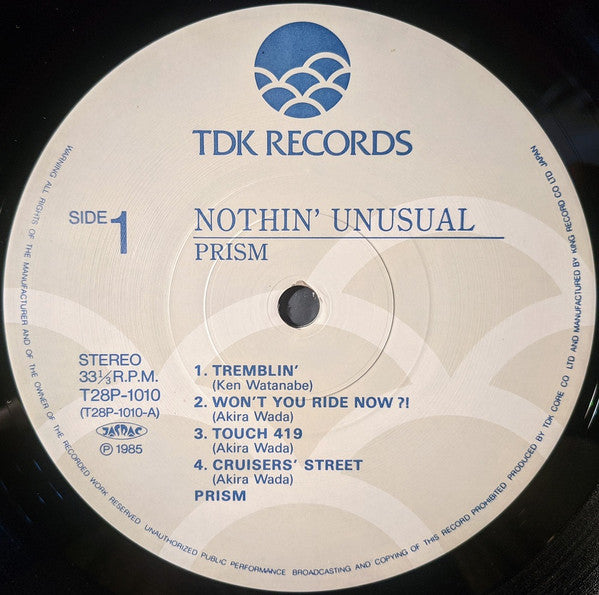 TDK RECORDS
SIDE 1
NOTHIN' UNUSUAL
PRISM
STEREO
33⅓ R.P.M.
T28P-1010
(T28P-1010-A)
JASRAC
Ⓟ 1985
1. TREMBLIN'
(Ken Watanabe)
2. WON'T YOU RIDE NOW ?!
(Akira Wada)
3. TOUCH 419
(Akira Wada)
4. CRUISERS' STREET
(Akira Wada)
PRISM
WARNING ALL RIGHTS OF THE MANUFACTURER AND OF THE OWNER OF THE RECORDED WORK RESERVED UNAUTHORIZED PUBLIC PERFORMANCE BROADCASTING AND COPYING OF THIS RECORD PROHIBITED PRODUCED BY TDK CORE CO LTD AND MANUFACTURED BY KING RECORD CO LTD JAPAN